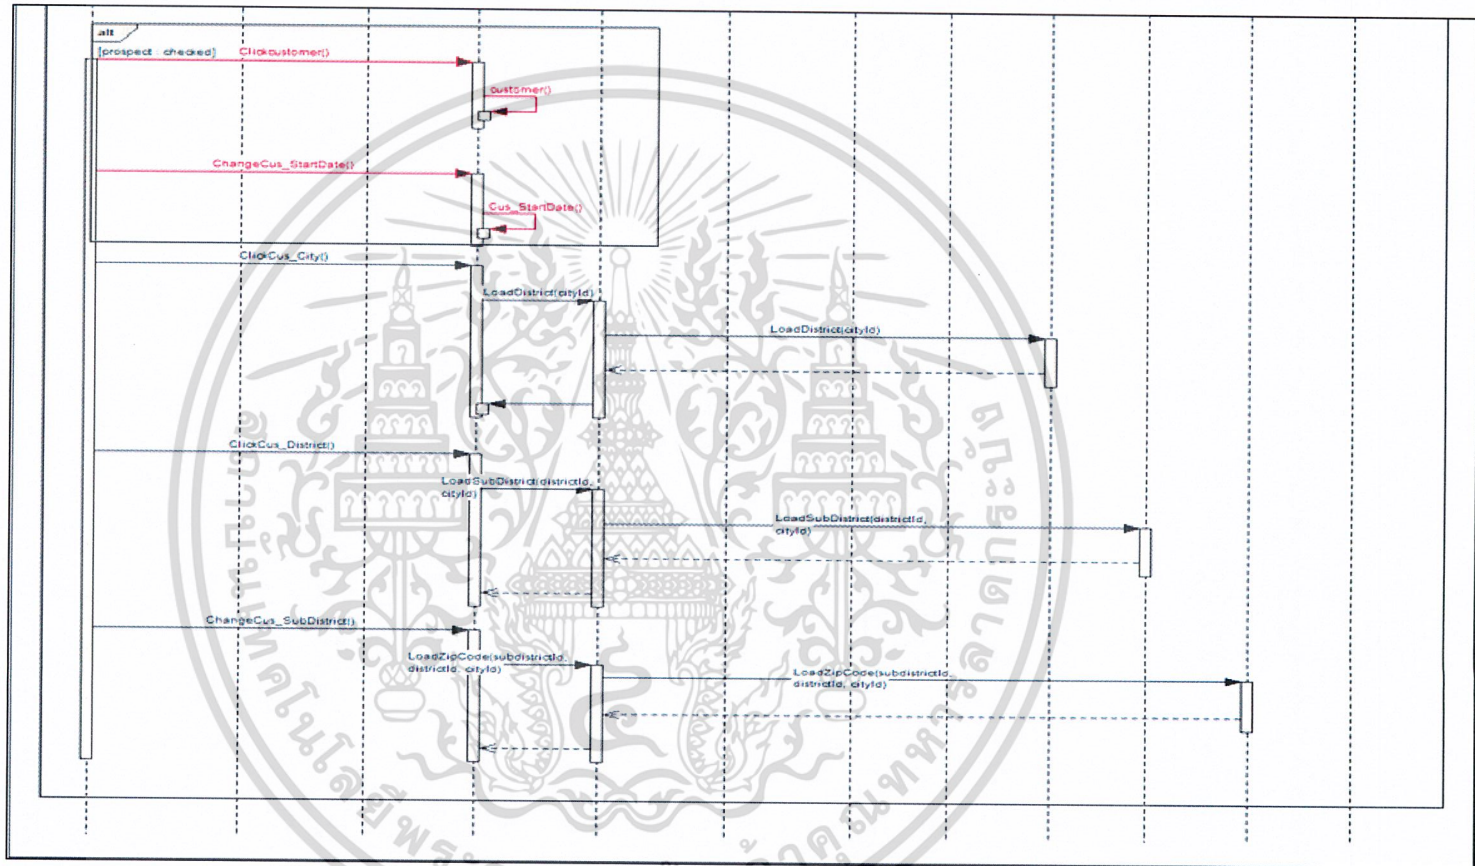 alt
[prospect : checked]
Clickcustomer()
customer()
ChangeCus_StartDate()
Cus_StartDate()
ClickCus_City()
LoadDistrict(cityId)
LoadDistrict(cityId)
ClickCus_District()
LoadSubDistrict(districtId,
cityId)
LoadSubDistrict(districtId,
cityId)
ChangeCus_SubDistrict()
LoadZipCode(subdistrictId,
districtId, cityId)
LoadZipCode(subdistrictId,
districtId, cityId)